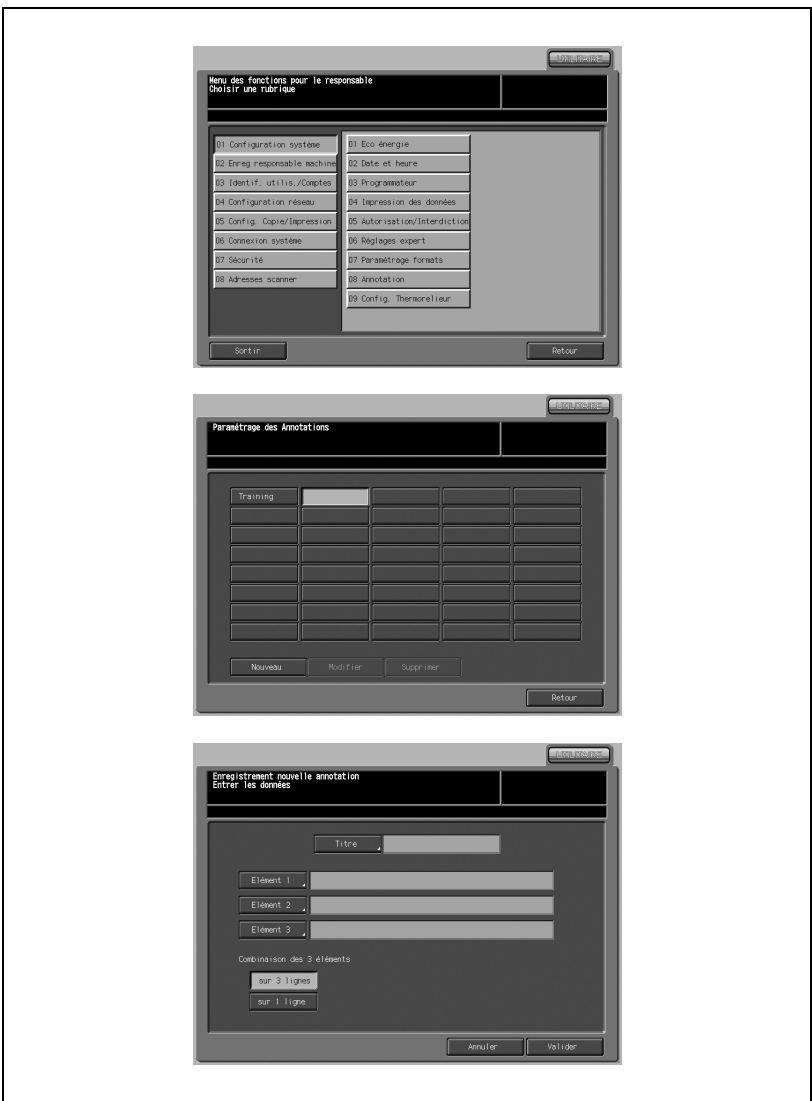 UTILITAIRE
Menu des fonctions pour le responsable
Choisir une rubrique
01 Configuration système
02 Enreg responsable machine
03 Identif. utilis./Comptes
04 Configuration réseau
05 Config. Copie/Impression
06 Connexion système
07 Sécurité
08 Adresses scanner
01 Eco énergie
02 Date et heure
03 Programmateur
04 Impression des données
05 Autorisation/Interdiction
06 Réglages expert
07 Paramétrage formats
08 Annotation
09 Config. Thermorelieur
Sortir
Retour
UTILITAIRE
Paramétrage des Annotations
Training
Nouveau
Modifier
Supprimer
Retour
UTILITAIRE
Enregistrement nouvelle annotation
Entrer les données
Titre
Elément 1
Elément 2
Elément 3
Combinaison des 3 éléments
sur 3 lignes
sur 1 ligne
Annuler
Valider